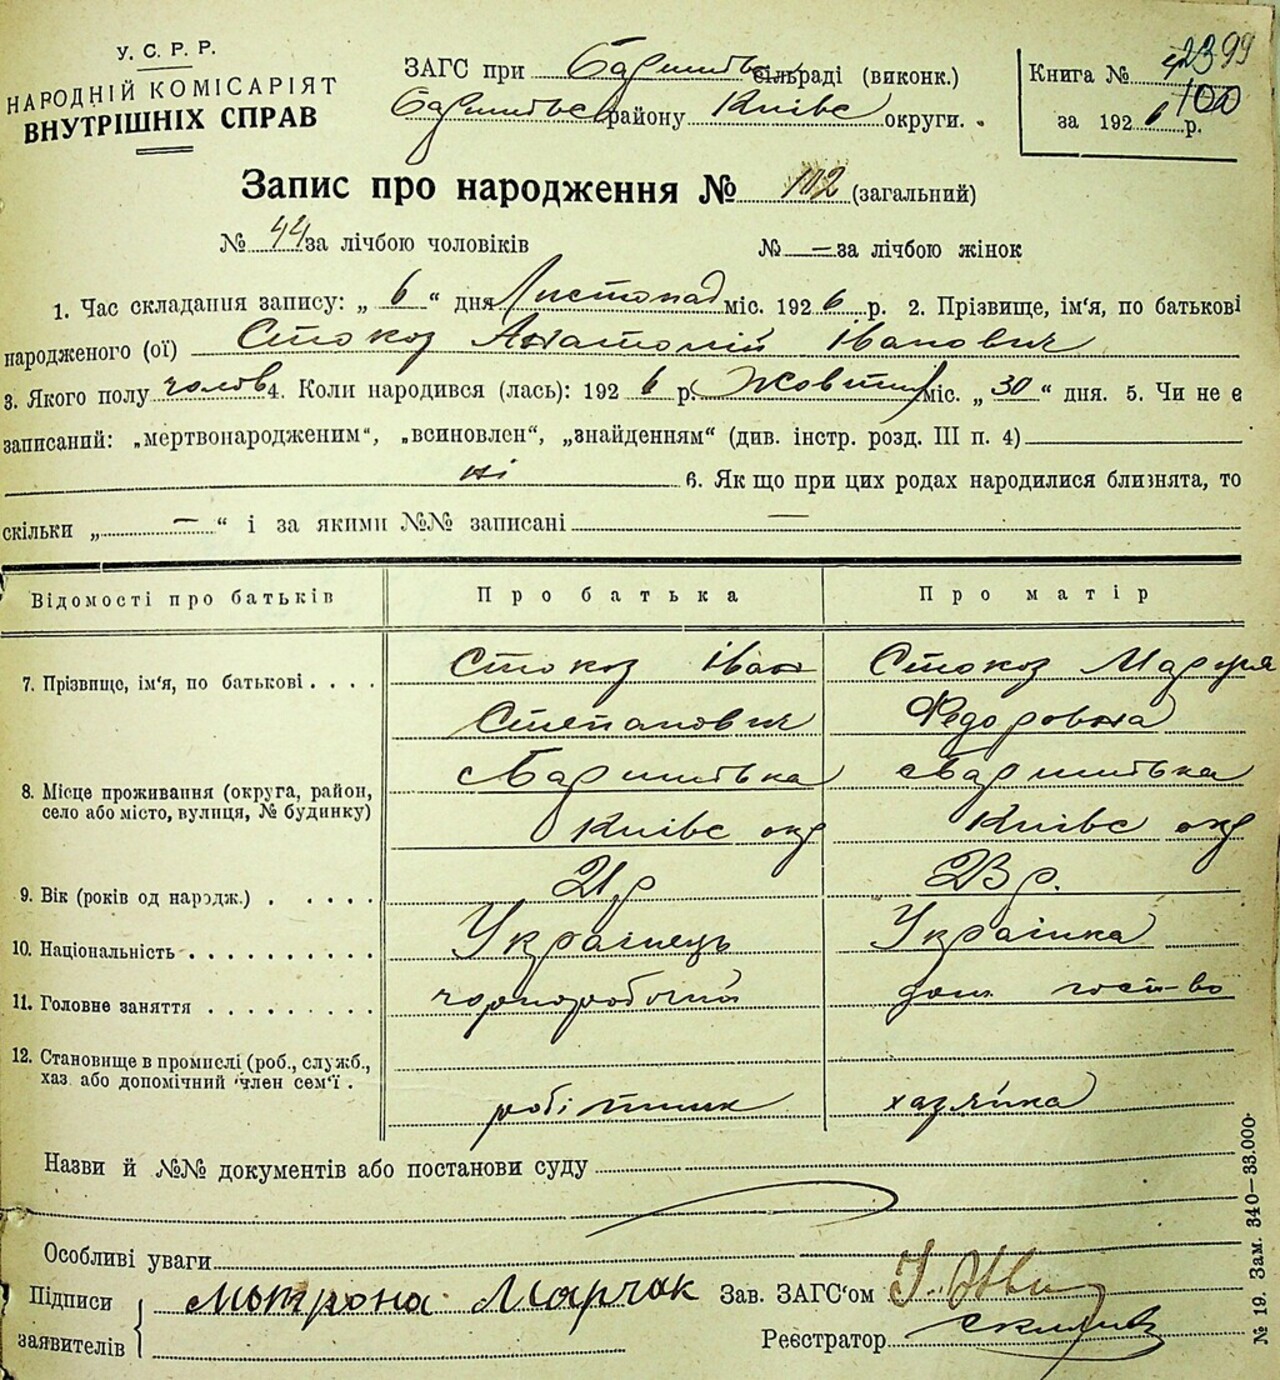 У. С. Р. Р.
НАРОДНІЙ КОМІСАРІЯТ
ВНУТРІШНІХ СПРАВ
ЗАГС при Баришівс сільраді (виконк.)
Баришівс району Київс округи.
Книга № 99
100
за 1926 р.
Запис про народження № 102 (загальний)
№ 44 за лічбою чоловіків № — за лічбою жінок
1. Час складання запису: „ 6 “ дня Листопад міс. 1926 р. 2. Прізвище, ім'я, по батькові
народженого (ої) Стокоз Анатолій Іванович
3. Якого полу чолов 4. Коли народився (лась): 1926 р. Жовтня міс. „ 30 “ дня. 5. Чи не є
записаний: „мертвонародженим“, „всиновлен“, „знайденням“ (див. інстр. розд. III п. 4)
ні 6. Як що при цих родах народилися близнята, то
скільки „ — “ і за якими №№ записані —
Відомості про батьків Про батька Про матір
7. Прізвище, ім'я, по батькові . . . . Стокоз Іван Стокоз
Степанович Федоровна
8. Місце проживання (округа, район, село або місто, вулиця, № будинку) с Баришівка с Баришівка
Київс окр Київс окр
9. Вік (років од народж.) . . . . . 21 р 23 р.
10. Національність . . . . . . . . . . Українець Українка
11. Головне заняття . . . . . . . . . чорноробочий дом. госп-во
12. Становище в промислі (роб., служб., хаз або допомічний член сем'ї . робітник хазяйка
Назви й №№ документів або постанови суду
Особливі уваги
Підписи заявителів Мотрона Марчак
Зав. ЗАГС'ом
Реєстратор
№ 19. Зам. 340—33.000.